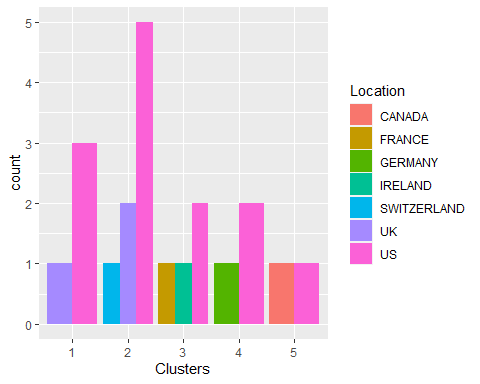 5
4
3
2
1
0
count
1 2 3 4 5
Clusters
Location
CANADA
FRANCE
GERMANY
IRELAND
SWITZERLAND
UK
US